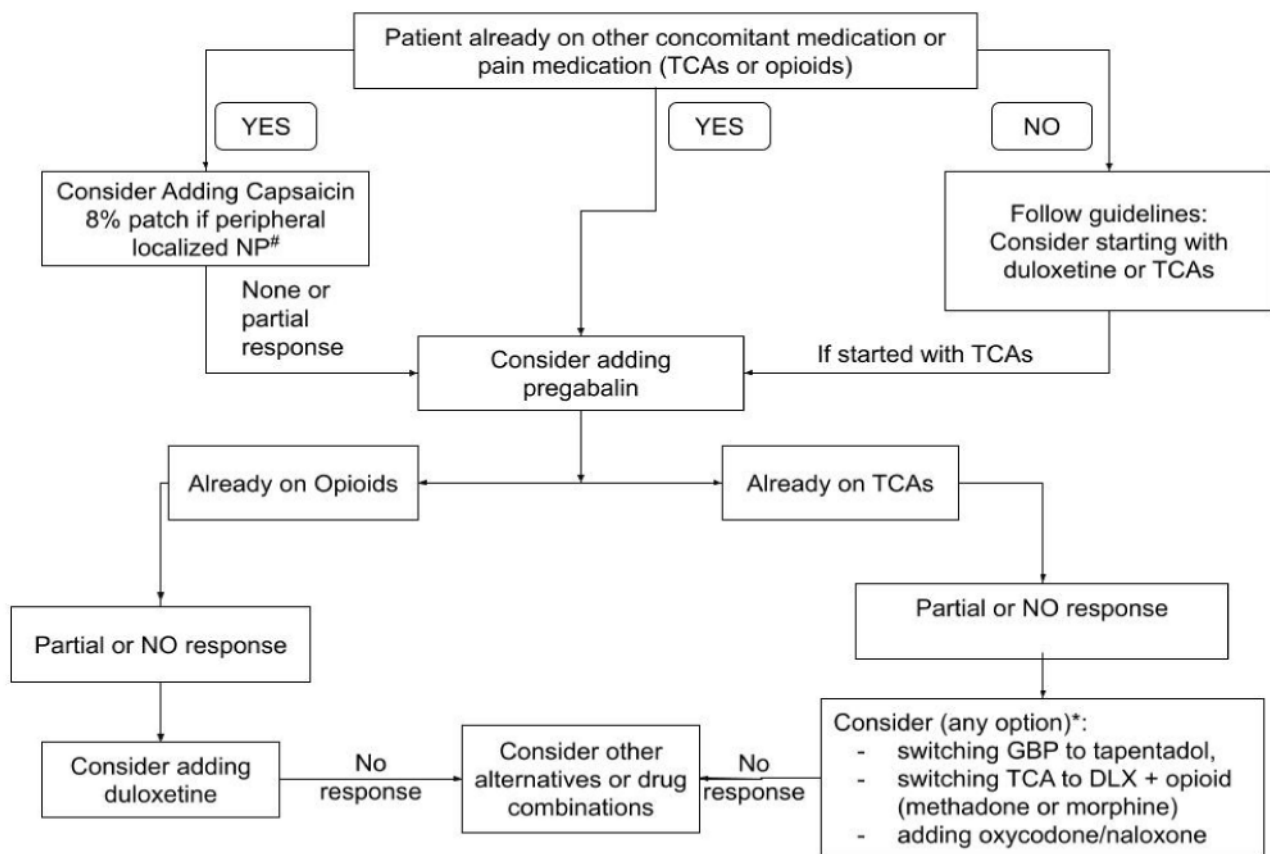 Patient already on other concomitant medication or
pain medication (TCAs or opioids)
YES
YES
NO
Consider Adding Capsaicin
8% patch if peripheral
localized NP#
Follow guidelines:
Consider starting with
duloxetine or TCAs
None or
partial
response
Consider adding
pregabalin
If started with TCAs
Already on Opioids
Already on TCAs
Partial or NO response
Partial or NO response
Consider adding
duloxetine
No
response
Consider other
alternatives or drug
combinations
No
response
Consider (any option)*:
- switching GBP to tapentadol,
- switching TCA to DLX + opioid
(methadone or morphine)
- adding oxycodone/naloxone